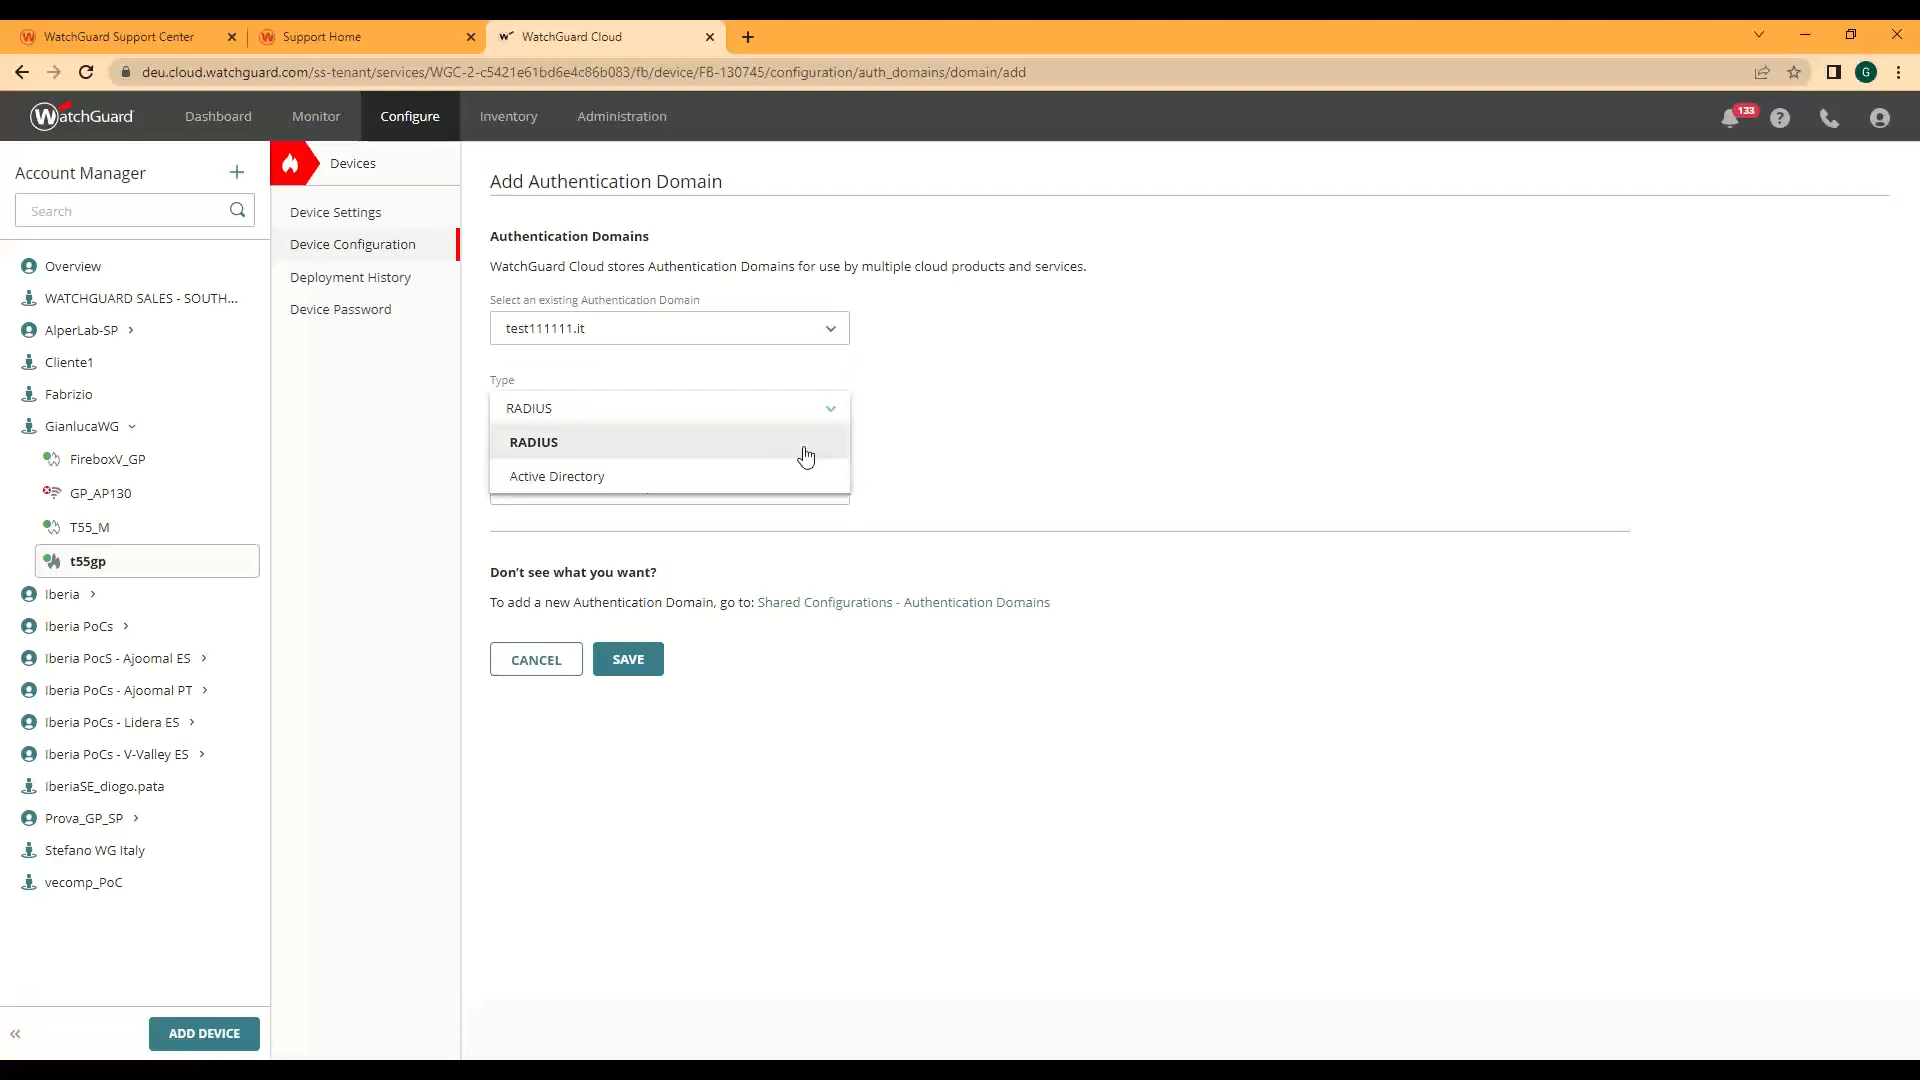 WatchGuard Support Center
Support Home
WatchGuard Cloud
deu.cloud.watchguard.com/ss-tenant/services/WGC-2-c5421e61bd6e4c86b083/fb/device/FB-130745/configuration/auth_domains/domain/add
G
WatchGuard
Dashboard
Monitor
Configure
Inventory
Administration
133
Account Manager
Search
Overview
WATCHGUARD SALES - SOUTH...
AlperLab-SP
Cliente1
Fabrizio
GianlucaWG
FireboxV_GP
GP_AP130
T55_M
t55gp
Iberia
Iberia PoCs
Iberia PocS - Ajoomal ES
Iberia PoCs - Ajoomal PT
Iberia PoCs - Lidera ES
Iberia PoCs - V-Valley ES
IberiaSE_diogo.pata
Prova_GP_SP
Stefano WG Italy
vecomp_PoC
ADD DEVICE
Devices
Device Settings
Device Configuration
Deployment History
Device Password
Add Authentication Domain
Authentication Domains
WatchGuard Cloud stores Authentication Domains for use by multiple cloud products and services.
Select an existing Authentication Domain
test111111.it
Type
RADIUS
RADIUS
Active Directory
Don't see what you want?
To add a new Authentication Domain, go to: Shared Configurations - Authentication Domains
CANCEL
SAVE